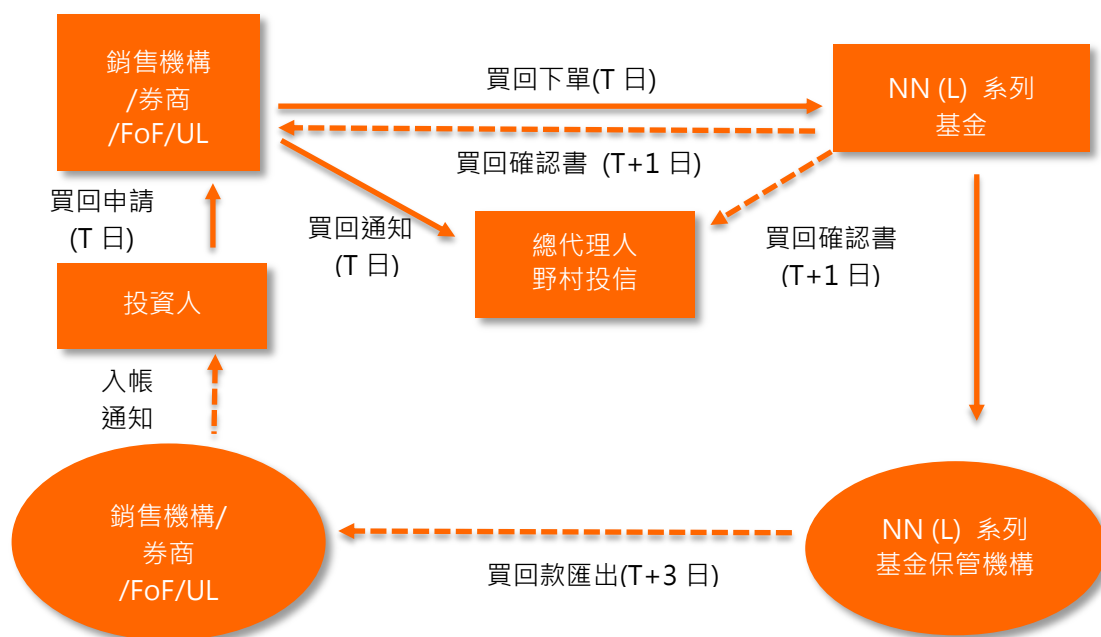 銷售機構
/券商
/FoF/UL
買回下單(T 日)
NN (L) 系列
基金
買回確認書 (T+1 日)
買回申請
(T 日)
買回通知
(T 日)
總代理人
野村投信
買回確認書
(T+1 日)
投資人
入帳
通知
銷售機構/
券商
/FoF/UL
買回款匯出(T+3 日)
NN (L) 系列
基金保管機構